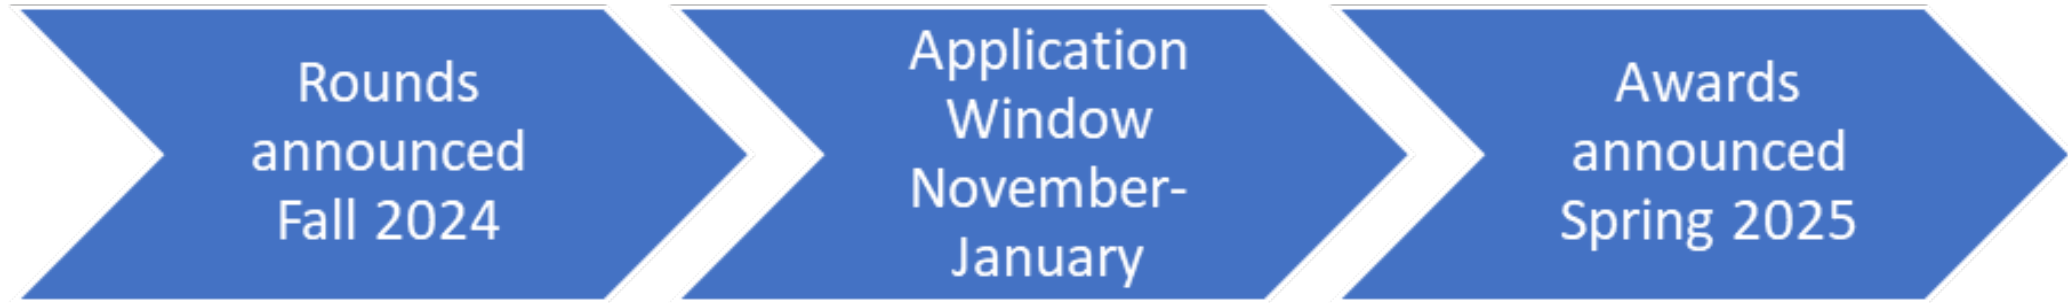 Rounds
announced
Fall 2024
Application
Window
November-
January
Awards
announced
Spring 2025